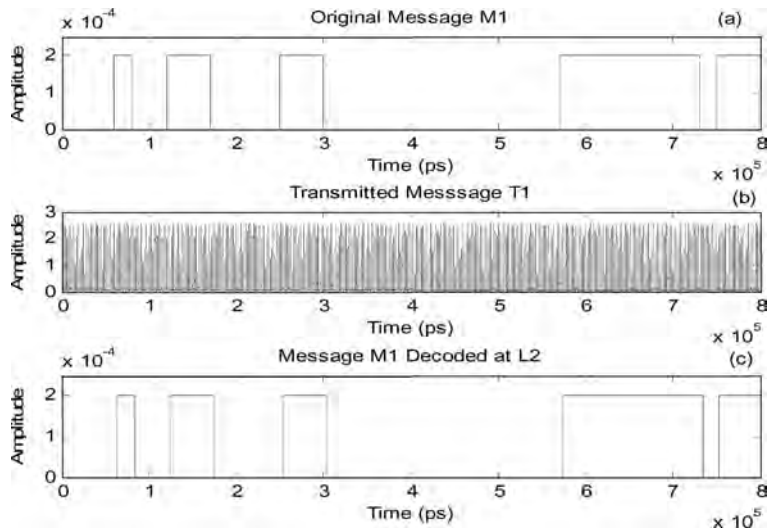 x 10⁻⁴ Original Message M1 (a)
Amplitude
4
2
0
0 1 2 3 4 5 6 7 8
Time (ps)
x 10⁵
Transmitted Messsage T1 (b)
Amplitude
3
2
1
0
0 1 2 3 4 5 6 7 8
Time (ps)
x 10⁵
x 10⁻⁴ Message M1 Decoded at L2 (c)
Amplitude
4
2
0
0 1 2 3 4 5 6 7 8
Time (ps)
x 10⁵